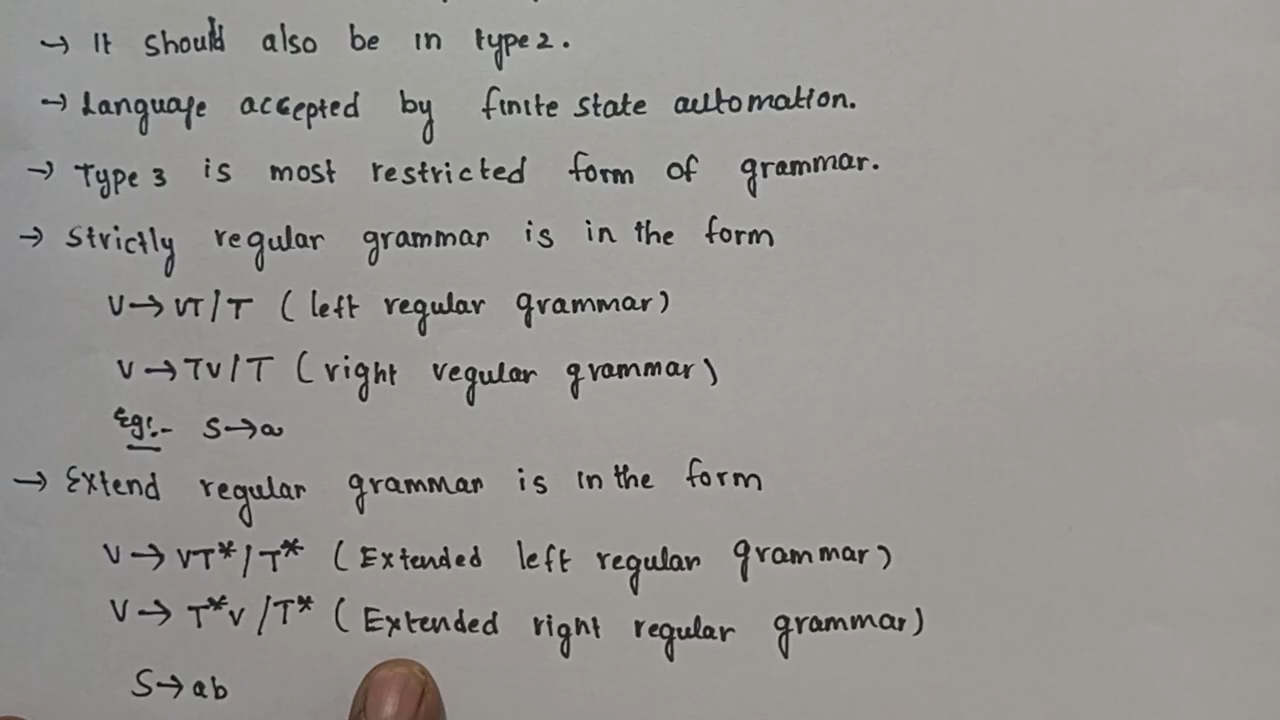 → It should also be in type 2.
→ Language accepted by finite state automation.
→ Type 3 is most restricted form of grammar.
→ Strictly regular grammar is in the form
V → VT/T (left regular grammar)
V → TV/T (right regular grammar)
Eg:- S → a
→ Extend regular grammar is in the form
V → VT*/T* (Extended left regular grammar)
V → T*V/T* (Extended right regular grammar)
S → ab